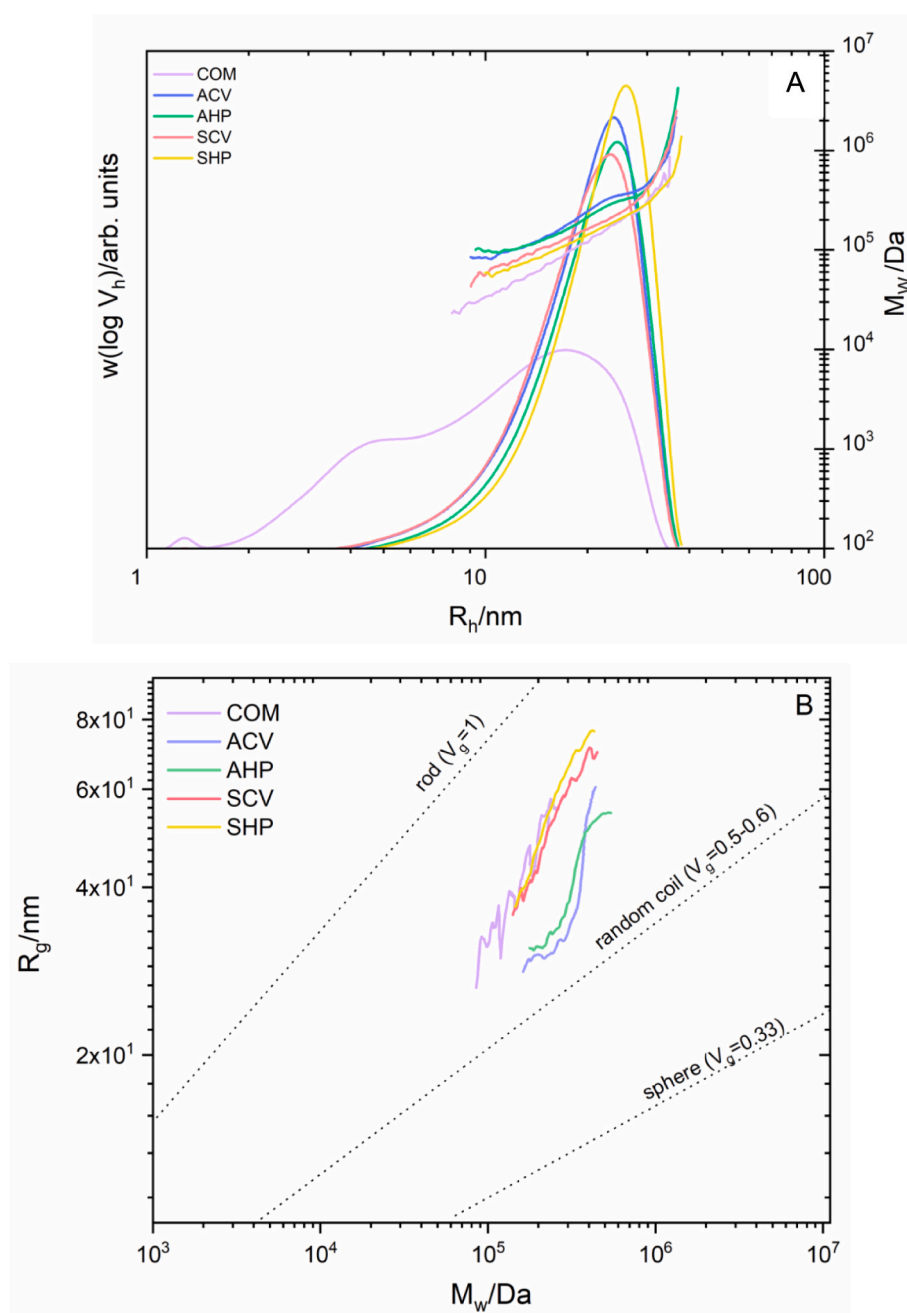 A
COM
ACV
AHP
SCV
SHP
w(log V_h)/arb. units
10^7
10^6
10^5
10^4
10^3
10^2
M_w/Da
1
10
100
R_h/nm
B
COM
ACV
AHP
SCV
SHP
rod (V_g=1)
random coil (V_g=0.5-0.6)
sphere (V_g=0.33)
8x10^1
6x10^1
4x10^1
2x10^1
R_g/nm
10^3
10^4
10^5
10^6
10^7
M_w/Da